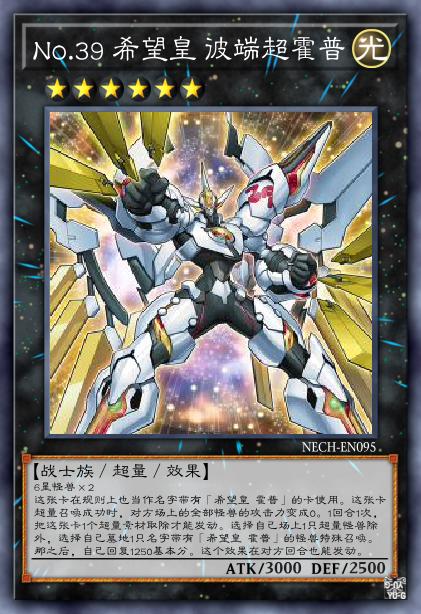 No.39 希望皇 波端超霍普 光
39
NECH-EN095
【战士族／超量／效果】
6星怪兽×2
这张卡在规则上也当作名字带有「希望皇 霍普」的卡使用。这张卡
超量召唤成功时，对方场上的全部怪兽的攻击力变成0。1回合1次，
把这张卡1个超量素材取除才能发动。选择自己场上1只超量怪兽除
外，选择自己墓地1只名字带有「希望皇 霍普」的怪兽特殊召唤。
那之后，自己回复1250基本分。这个效果在对方回合也能发动。
ATK/3000 DEF/2500